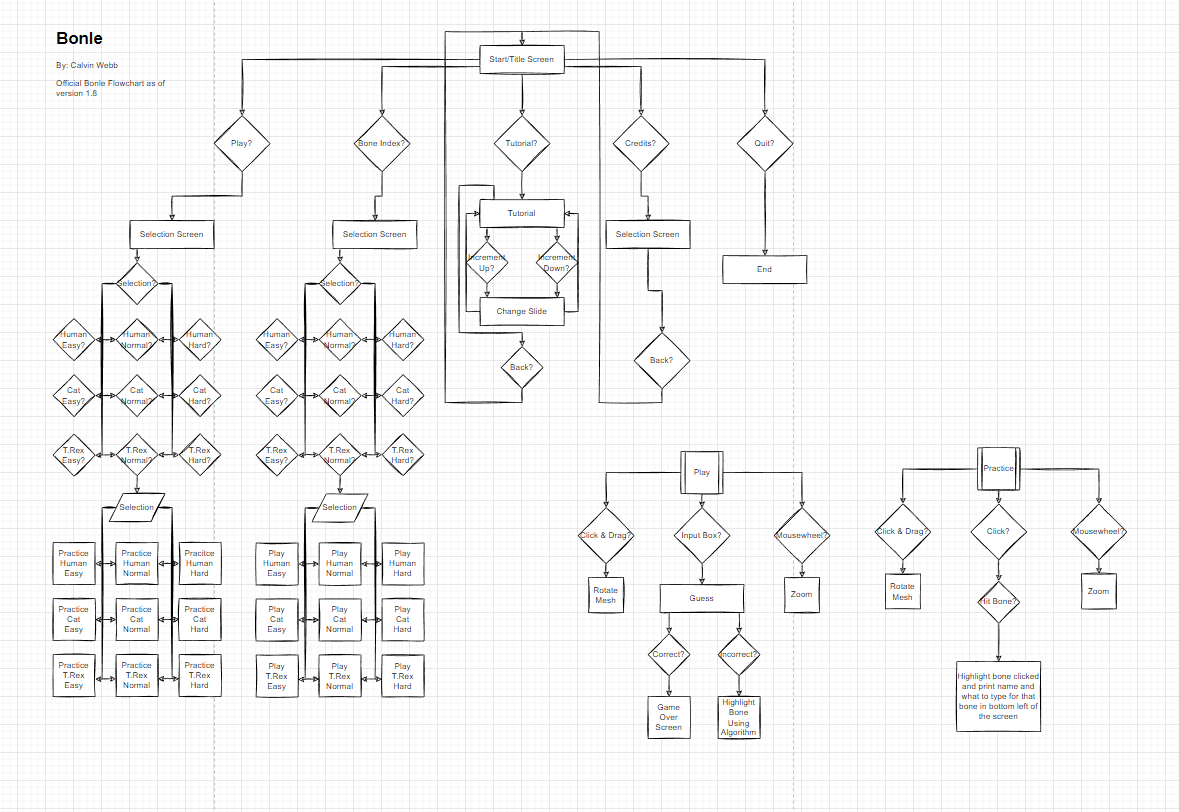 Bonle
By: Calvin Webb
Official Bonle Flowchart as of
version 1.8
Start/Title Screen
Play?
Bone Index?
Tutorial?
Credits?
Quit?
Selection Screen
Selection Screen
Tutorial
Selection Screen
Increment
Up?
Increment
Down?
End
Selection?
Selection?
Change Slide
Human
Easy?
Human
Normal?
Human
Hard?
Human
Easy?
Human
Normal?
Human
Hard?
Back?
Back?
Cat
Easy?
Cat
Normal?
Cat
Hard?
Cat
Easy?
Cat
Normal?
Cat
Hard?
T.Rex
Easy?
T.Rex
Normal?
T.Rex
Hard?
T.Rex
Easy?
T.Rex
Normal?
T.Rex
Hard?
Selection
Selection
Practice
Human
Easy
Practice
Human
Normal
Pracitce
Human
Hard
Play
Human
Easy
Play
Human
Normal
Play
Human
Hard
Practice
Cat
Easy
Practice
Cat
Normal
Practice
Cat
Hard
Play
Cat
Easy
Play
Cat
Normal
Play
Cat
Hard
Practice
T.Rex
Easy
Practice
T.Rex
Normal
Practice
T.Rex
Hard
Play
T.Rex
Easy
Play
T.Rex
Normal
Play
T.Rex
Hard
Play
Click & Drag?
Input Box?
Mousewheel?
Rotate
Mesh
Guess
Zoom
Correct?
Incorrect?
Game
Over
Screen
Highlight
Bone
Using
Algorithm
Practice
Click & Drag?
Click?
Mousewheel?
Rotate
Mesh
Hit Bone?
Zoom
Highlight bone clicked
and print name and
what to type for that
bone in bottom left of
the screen